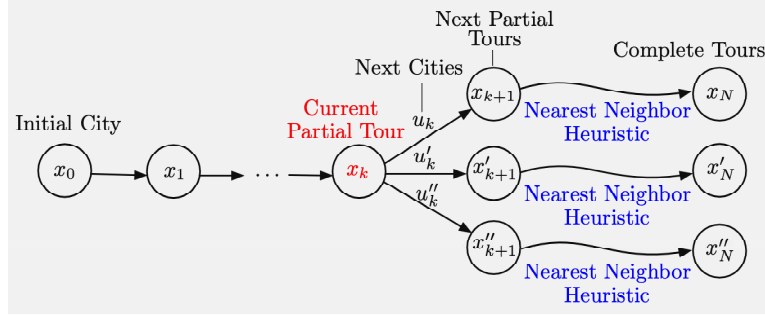 Next Partial
Tours
Complete Tours
Next Cities
x_{k+1}
x_N
Current
Partial Tour
u_k
Nearest Neighbor
Heuristic
Initial City
x_0
x_1
...
x_k
u'_k
x'_{k+1}
x'_N
Nearest Neighbor
Heuristic
u''_k
x''_{k+1}
x''_N
Nearest Neighbor
Heuristic